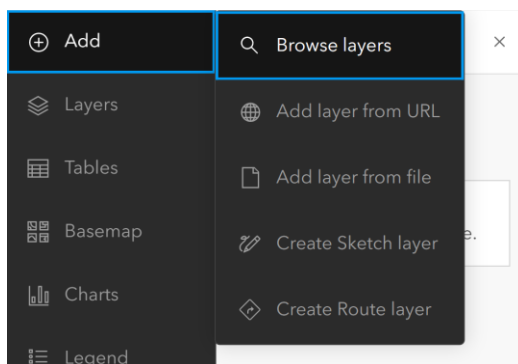 Add
Layers
Tables
Basemap
Charts
Legend
Browse layers
Add layer from URL
Add layer from file
Create Sketch layer
Create Route layer
e.